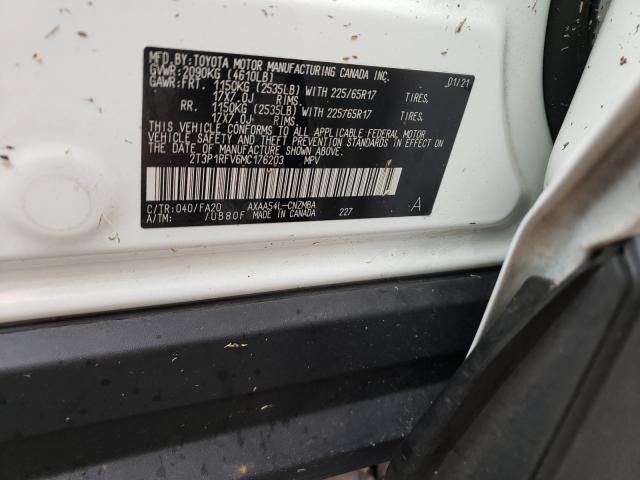 MFD.BY:TOYOTA MOTOR MANUFACTURING CANADA INC. 01/21
GVWR:2090KG (4610LB)
GAWR:FRT. 1150KG (2535LB) WITH 225/65R17 TIRES,
17X7.0J RIMS,
RR. 1150KG (2535LB) WITH 225/65R17 TIRES,
17X7.0J RIMS.
THIS VEHICLE CONFORMS TO ALL APPLICABLE FEDERAL MOTOR
VEHICLE SAFETY AND THEFT PREVENTION STANDARDS IN EFFECT ON
THE DATE OF MANUFACTURE SHOWN ABOVE.
2T3P1RFV6MC176203 MPV
C/TR:040/FA20 AXAA54L-CNZMBA A
A/TM: /UB80F MADE IN CANADA 227